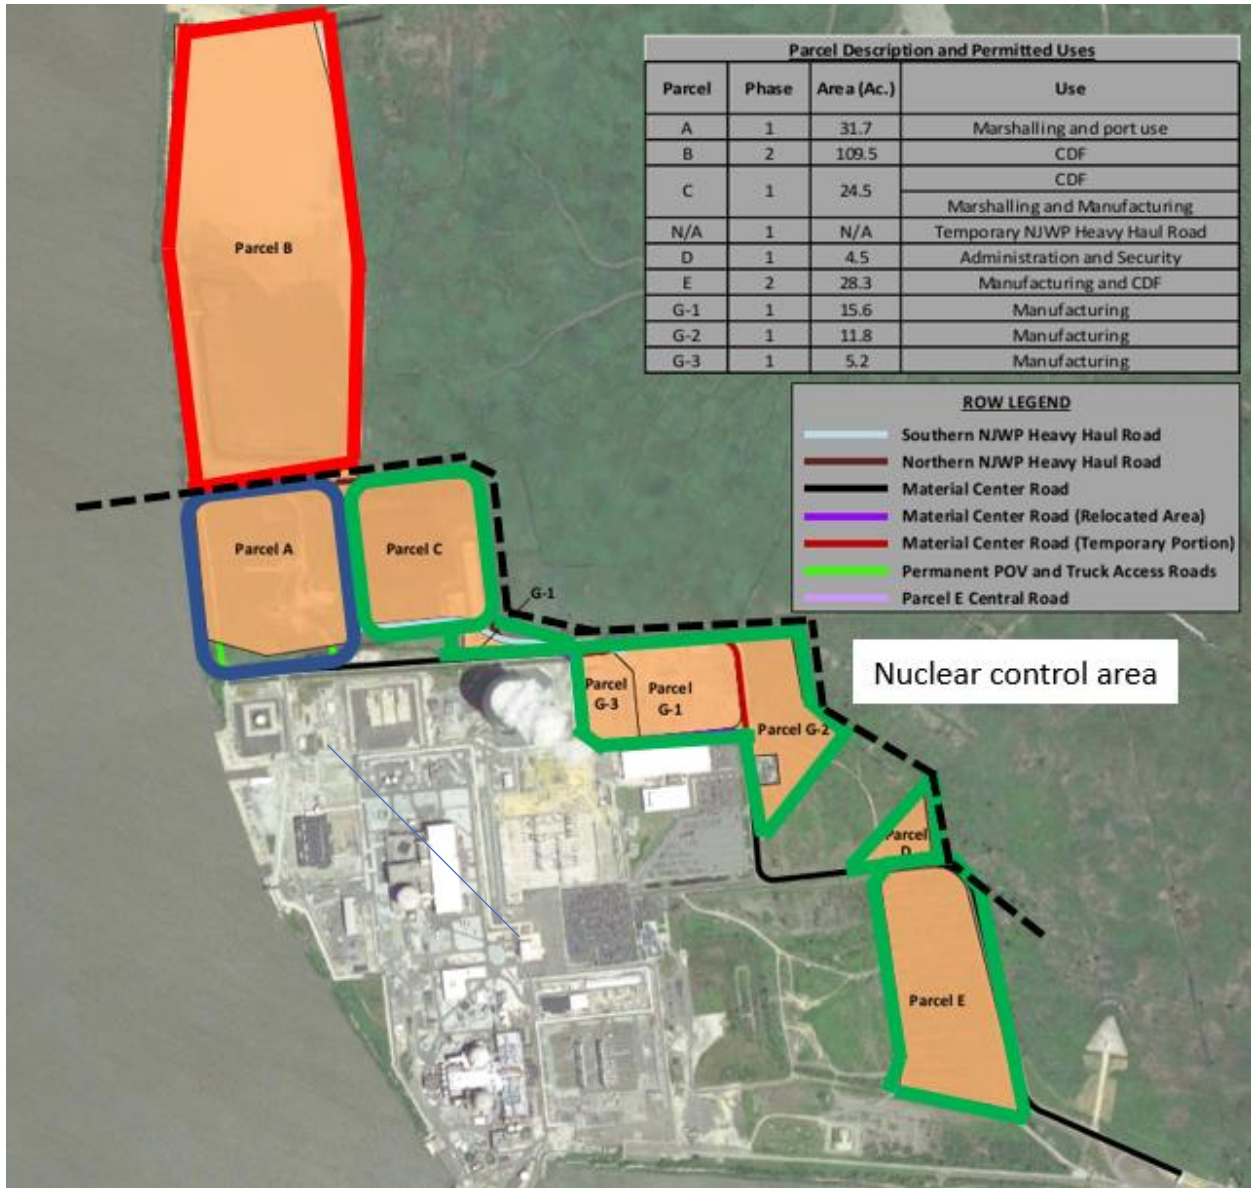 Parcel Description and Permitted Uses
Parcel Phase Area (Ac.) Use
A 1 31.7 Marshalling and port use
B 2 109.5 CDF
C 1 24.5 CDF
Marshalling and Manufacturing
N/A 1 N/A Temporary NJWP Heavy Haul Road
D 1 4.5 Administration and Security
E 2 28.3 Manufacturing and CDF
G-1 1 15.6 Manufacturing
G-2 1 11.8 Manufacturing
G-3 1 5.2 Manufacturing
ROW LEGEND
Southern NJWP Heavy Haul Road
Northern NJWP Heavy Haul Road
Material Center Road
Material Center Road (Relocated Area)
Material Center Road (Temporary Portion)
Permanent POV and Truck Access Roads
Parcel E Central Road
Parcel B
Parcel A
Parcel C
G-1
Nuclear control area
Parcel
G-3
Parcel
G-1
Parcel G-2
Parcel
D
Parcel E